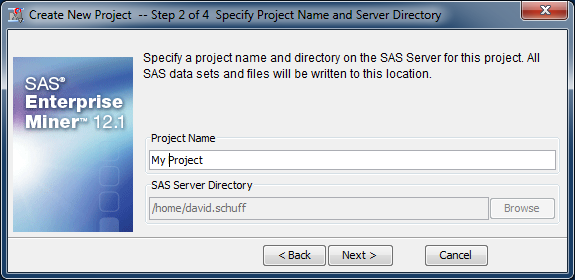 Create New Project -- Step 2 of 4 Specify Project Name and Server Directory
SAS®
Enterprise
Miner™ 12.1
Specify a project name and directory on the SAS Server for this project. All
SAS data sets and files will be written to this location.
Project Name
My Project
SAS Server Directory
/home/david.schuff
Browse
< Back
Next >
Cancel